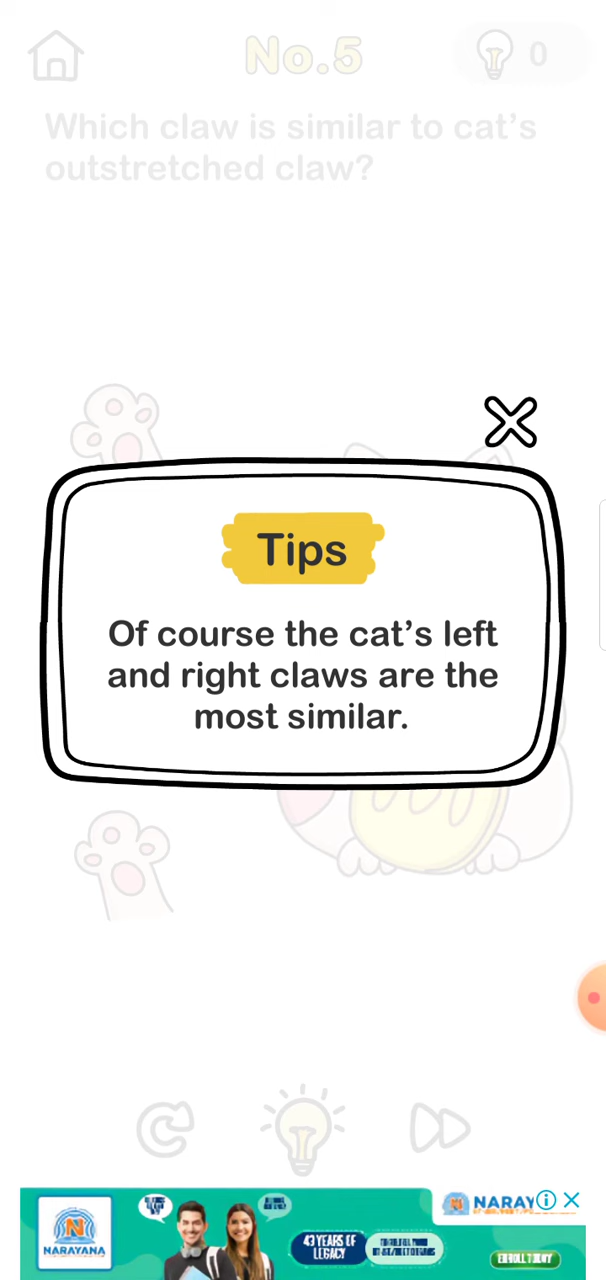 No.5
0
Which claw is similar to cat's
outstretched claw?
Tips
Of course the cat's left
and right claws are the
most similar.
NARAYANA
43 YEARS OF
LEGACY
NARAY